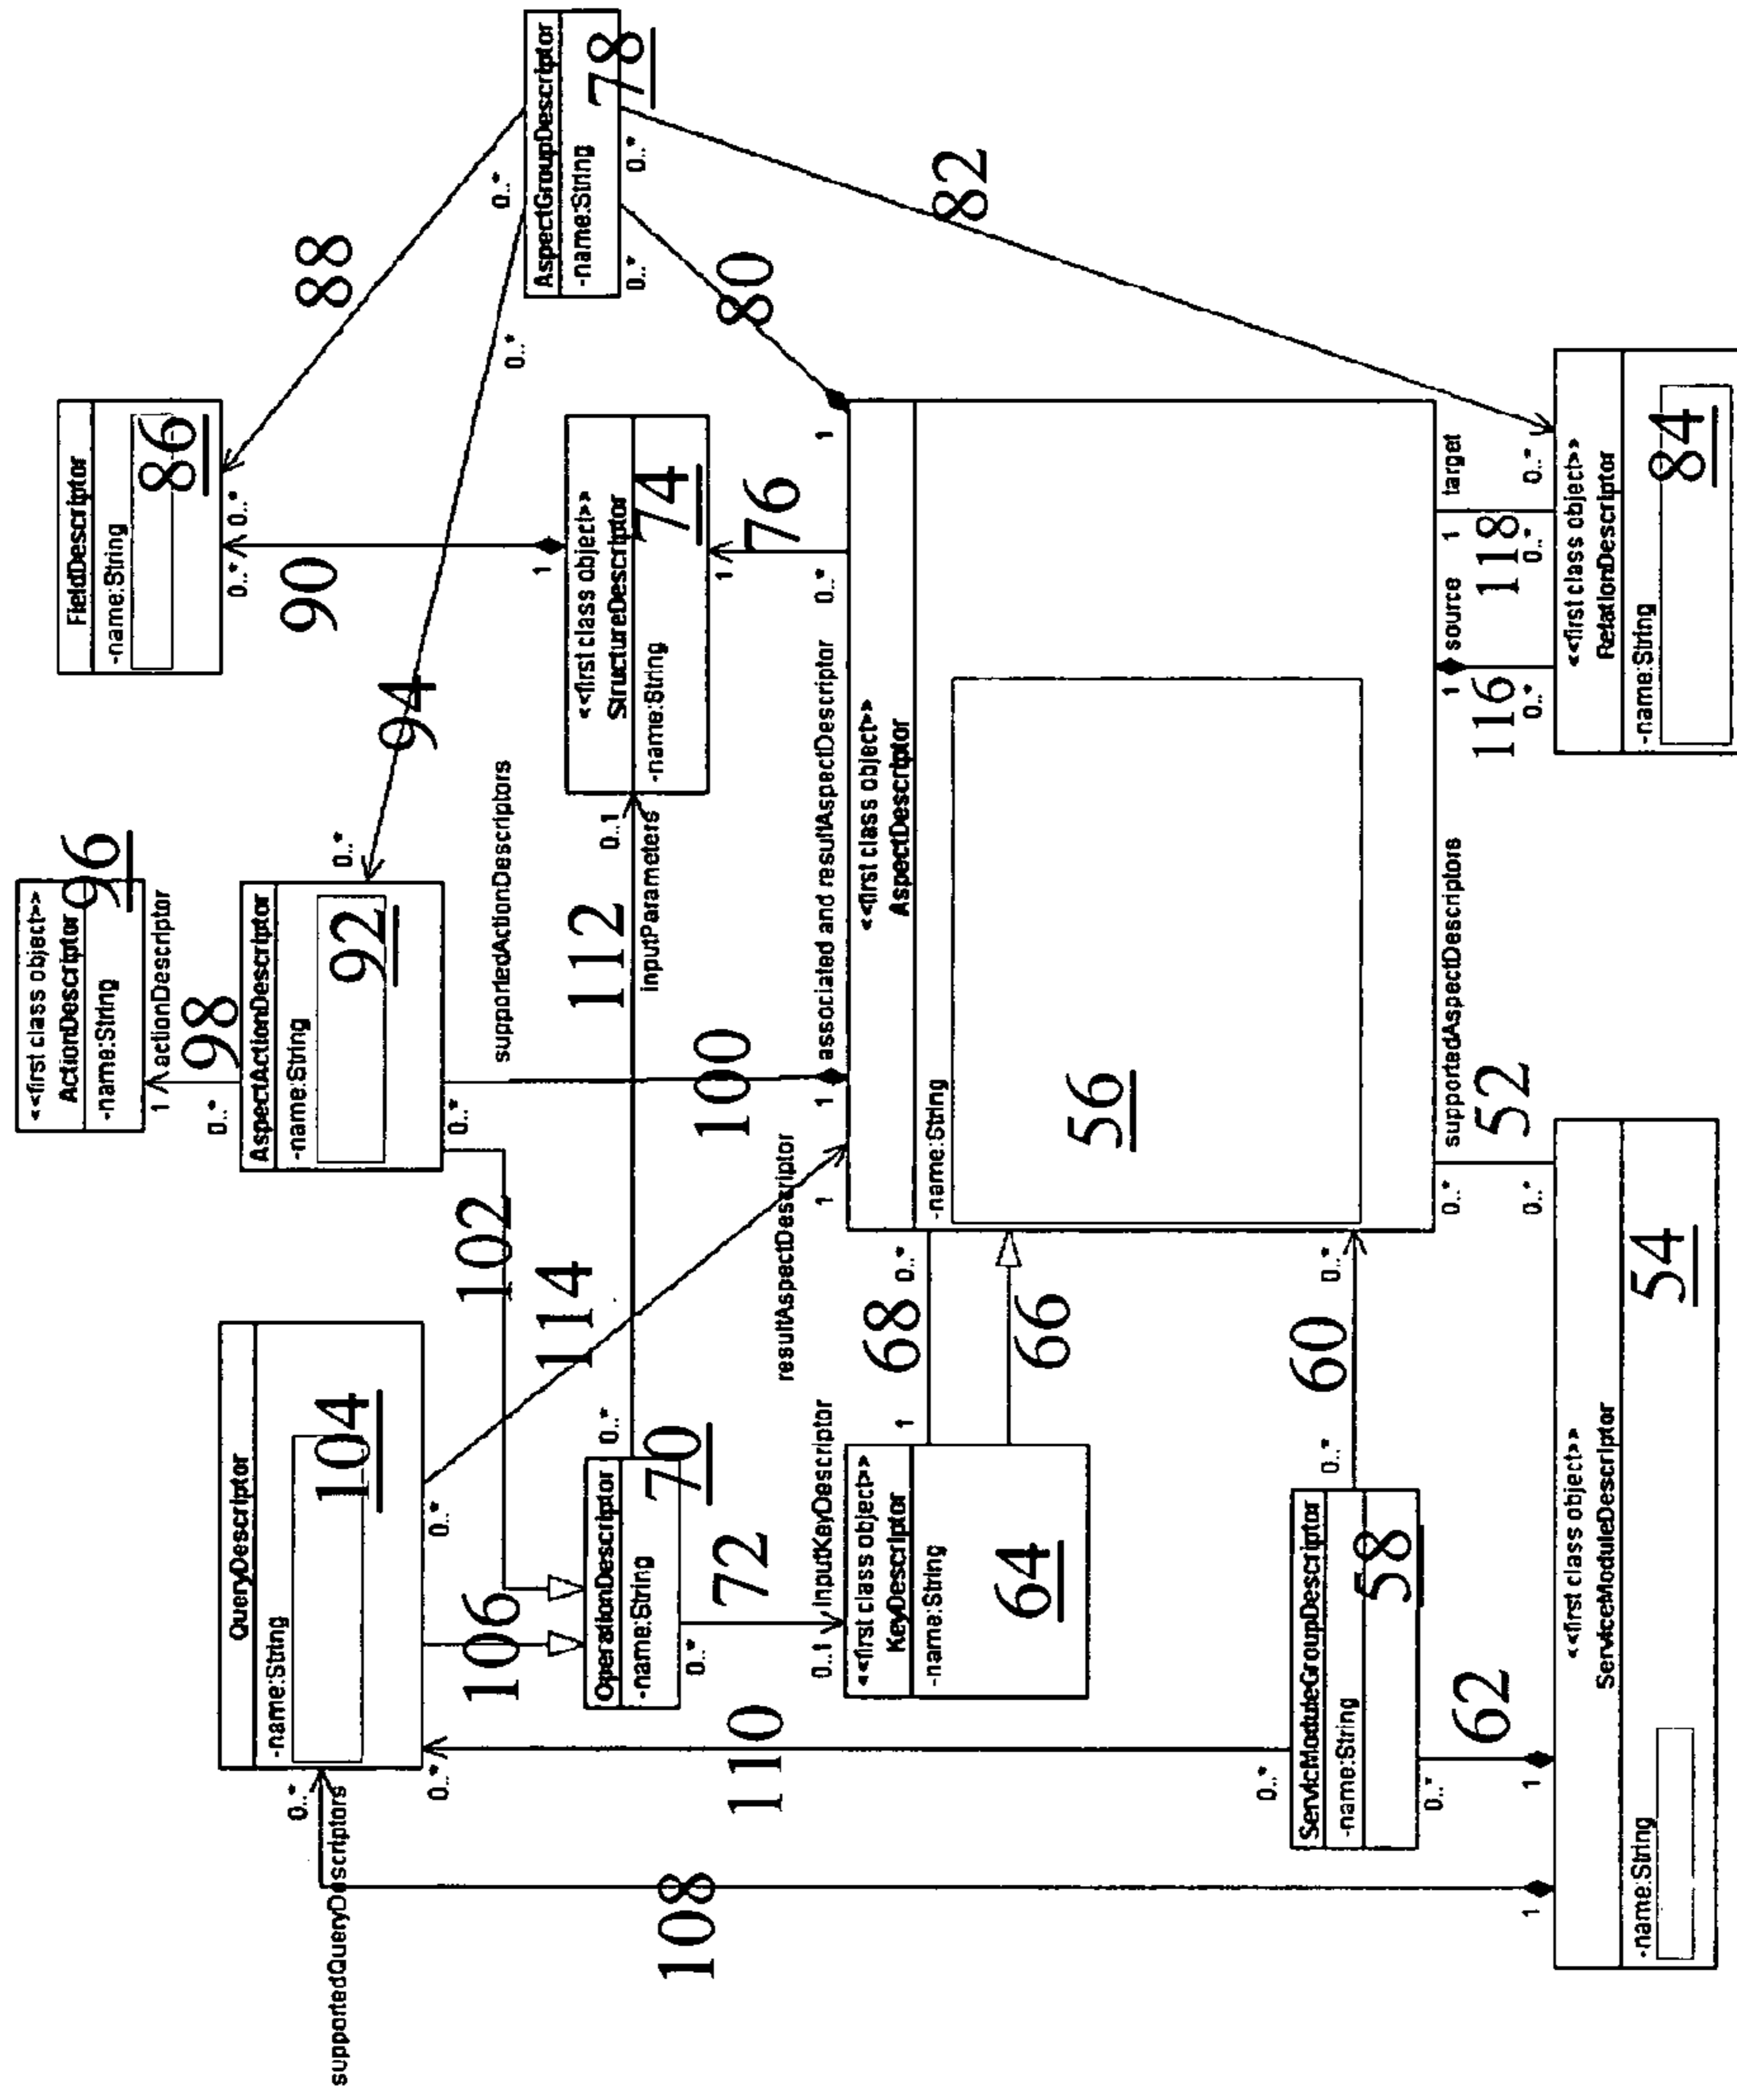 supportedQueryDescriptors
0..*
QueryDescriptor
-name:String
104
0..*
0..*
108
1
110
0..*
106
114
0..*
OperationDescriptor
-name:String
70
0..*
72
0..1
InputKeyDescriptor
<<first class object>>
KeyDescriptor
-name:String
64
1
68
0..*
66
ServicModuleGroupDescriptor
-name:String
58
0..*
60
0..*
0..*
62
1
<<first class object>>
ServiceModuleDescriptor
-name:String
54
0..*
52
0..*
supportedAspectDescriptors
<<first class object>>
ActionDescriptor
-name:String
96
1
actionDescriptor
98
0..*
AspectActionDescriptor
-name:String
92
0..*
0..*
102
supportedActionDescriptors
112
0..1
inputParameters
100
resultAspectDescriptor
1
1
associated and resultAspectDescriptor
<<first class object>>
AspectDescriptor
-name:String
56
FieldDescriptor
-name:String
86
0..*
0..*
90
1
<<first class object>>
StructureDescriptor
-name:String
74
1
76
0..*
1
94
88
0..*
0..*
AspectGroupDescriptor
-name:String
78
0..*
0..*
80
82
1
source
1
target
116
118
0..*
0..*
0..*
<<first class object>>
RelationDescriptor
-name:String
84